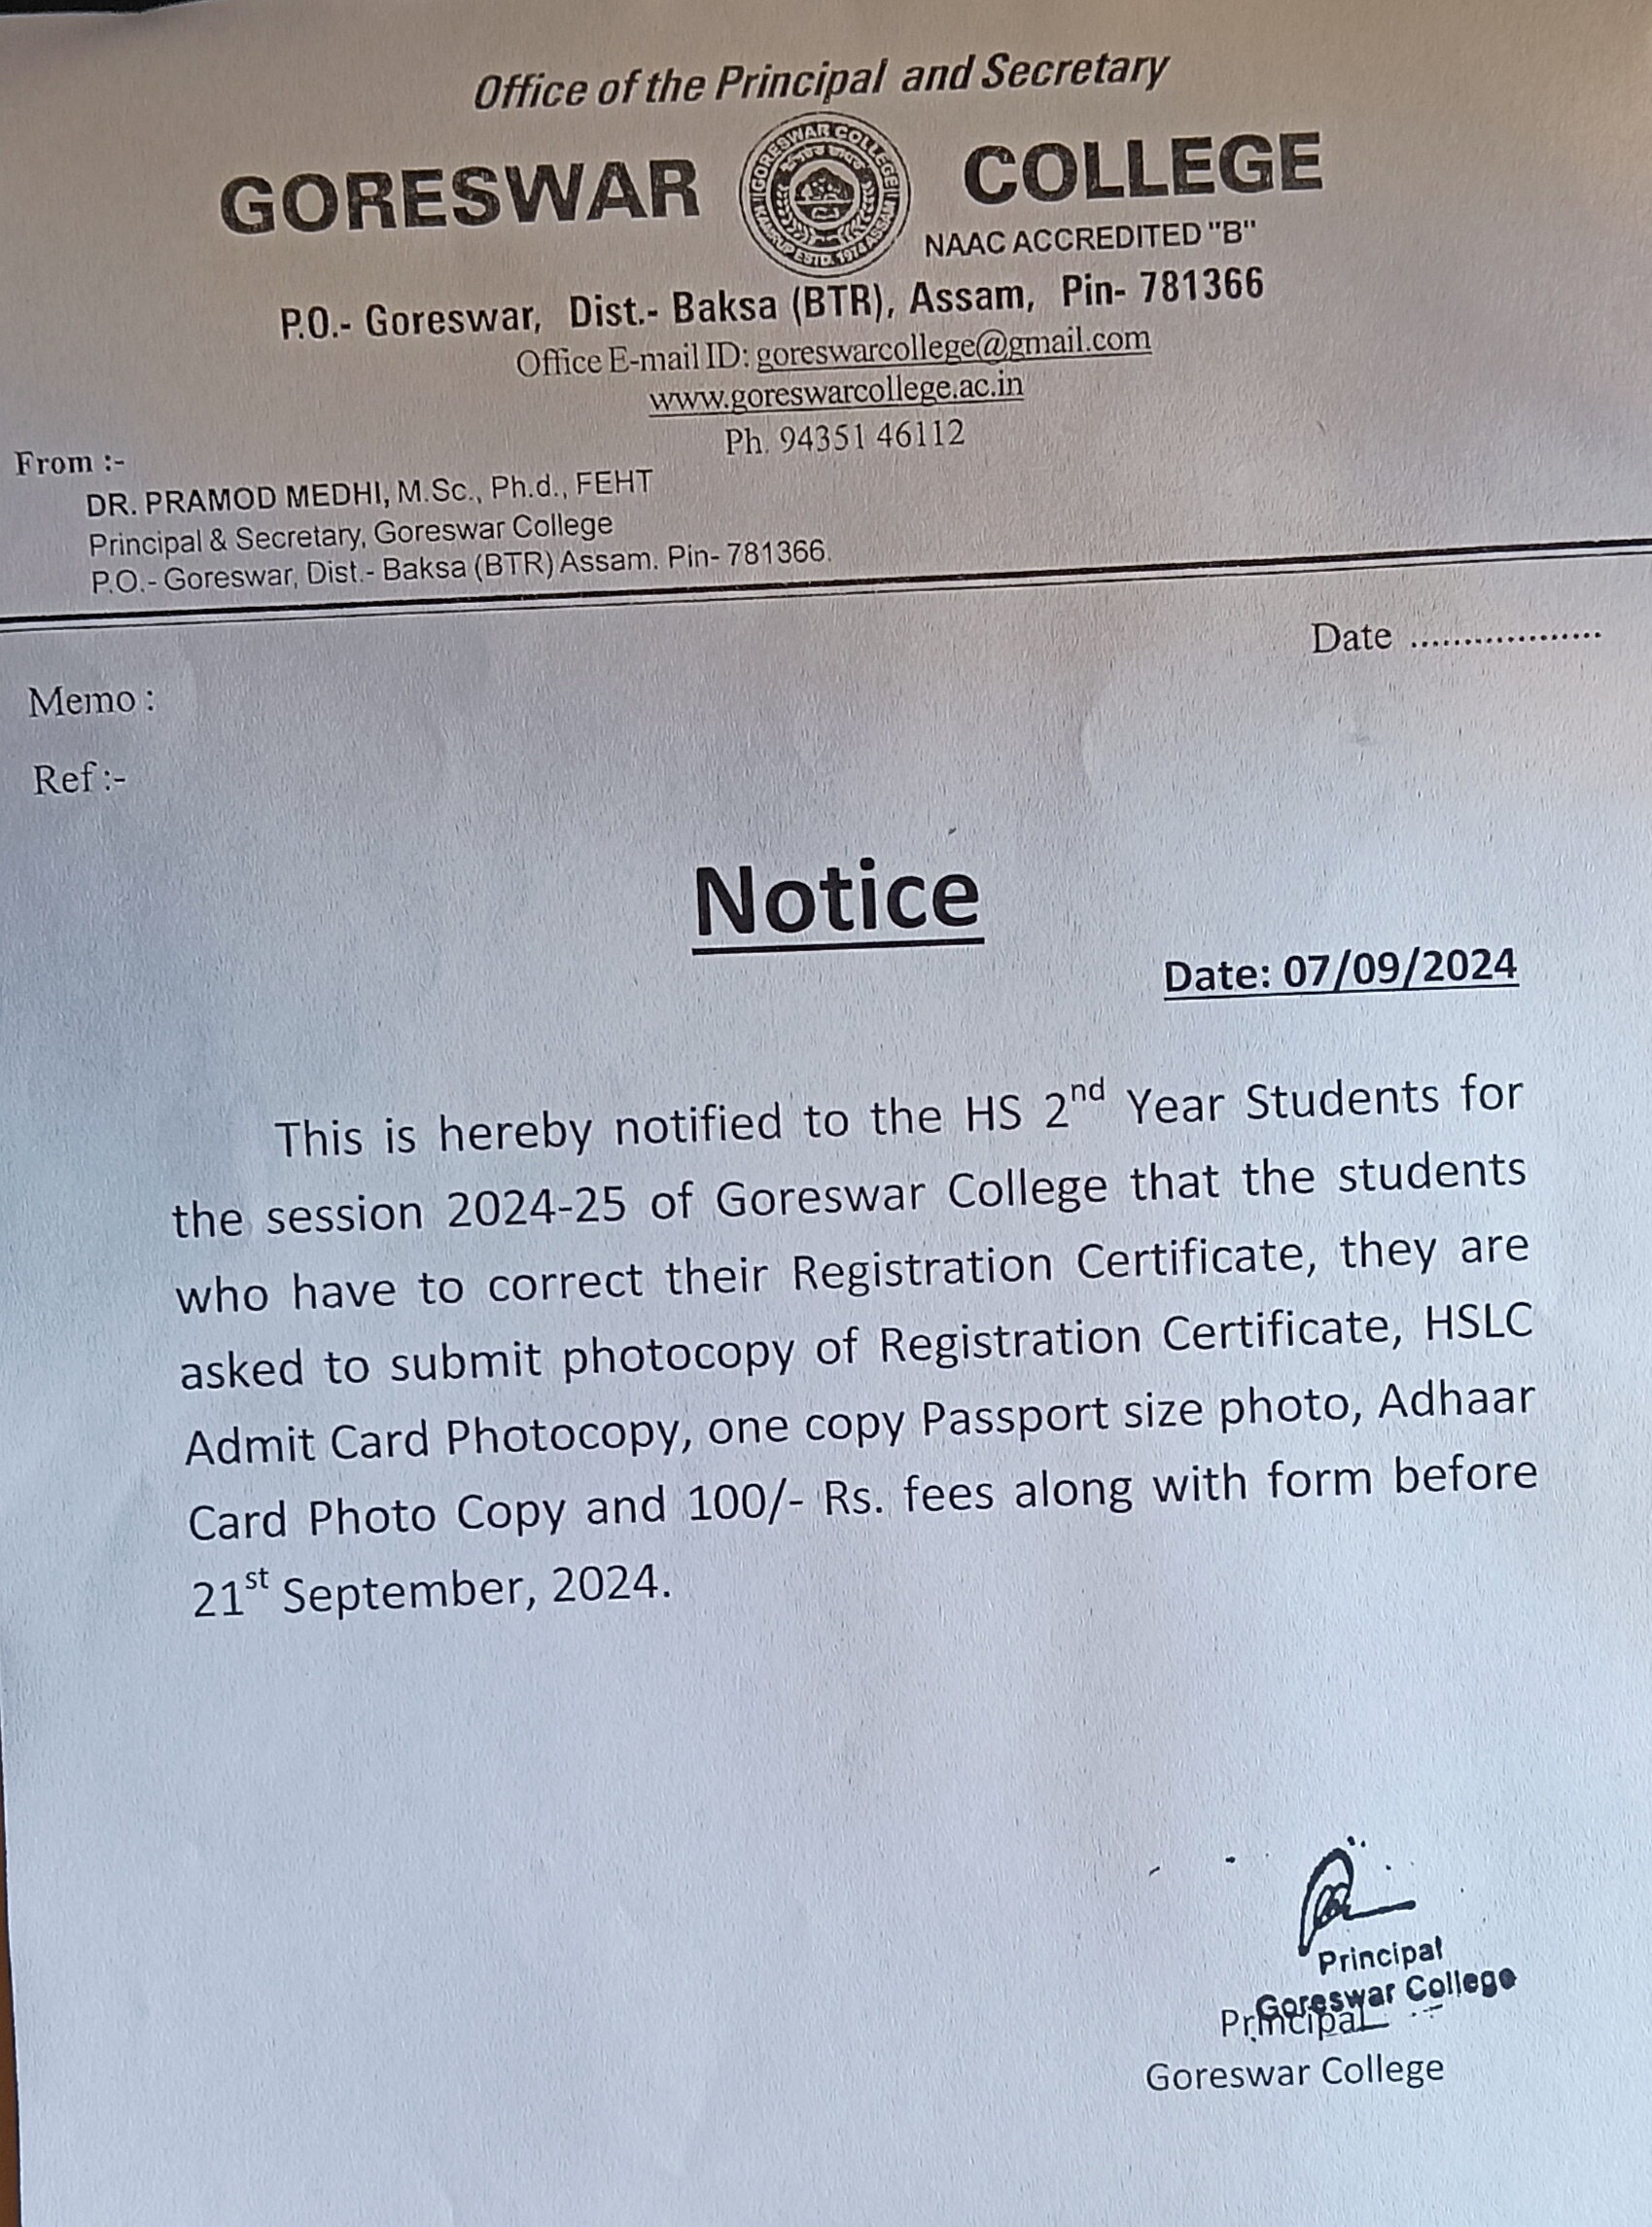 Office of the Principal and Secretary
GORESWAR COLLEGE
GORESWAR COLLEGE
KAMRUP ESTD. 1974 ASSAM
NAAC ACCREDITED "B"
P.O.- Goreswar, Dist.- Baksa (BTR), Assam, Pin- 781366
Office E-mail ID: goreswarcollege@gmail.com
www.goreswarcollege.ac.in
Ph. 94351 46112
From :-
DR. PRAMOD MEDHI, M.Sc., Ph.d., FEHT
Principal & Secretary, Goreswar College
P.O.- Goreswar, Dist.- Baksa (BTR) Assam. Pin- 781366.
Date ..................
Memo :
Ref :-
Notice
Date: 07/09/2024
This is hereby notified to the HS 2nd Year Students for
the session 2024-25 of Goreswar College that the students
who have to correct their Registration Certificate, they are
asked to submit photocopy of Registration Certificate, HSLC
Admit Card Photocopy, one copy Passport size photo, Adhaar
Card Photo Copy and 100/- Rs. fees along with form before
21st September, 2024.
Principal
Goreswar College
Principal
Goreswar College